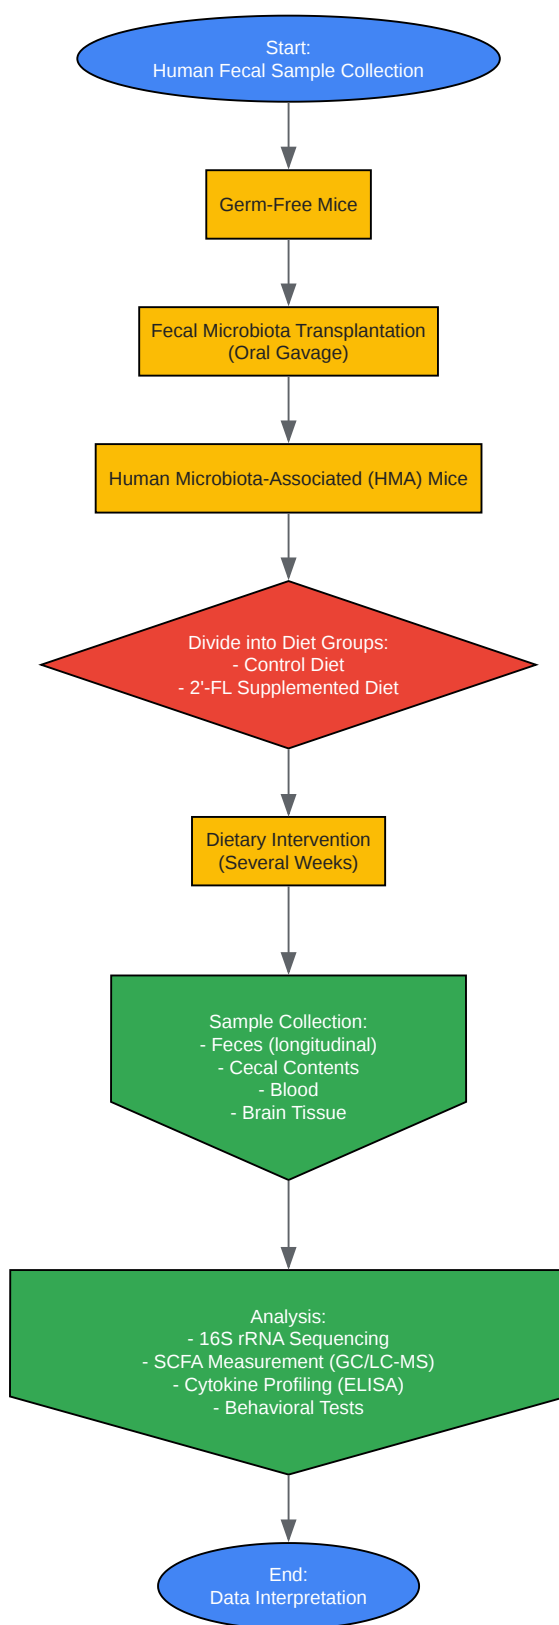 Start:
Human Fecal Sample Collection
Germ-Free Mice
Fecal Microbiota Transplantation
(Oral Gavage)
Human Microbiota-Associated (HMA) Mice
Divide into Diet Groups:
- Control Diet
- 2'-FL Supplemented Diet
Dietary Intervention
(Several Weeks)
Sample Collection:
- Feces (longitudinal)
- Cecal Contents
- Blood
- Brain Tissue
Analysis:
- 16S rRNA Sequencing
- SCFA Measurement (GC/LC-MS)
- Cytokine Profiling (ELISA)
- Behavioral Tests
End:
Data Interpretation